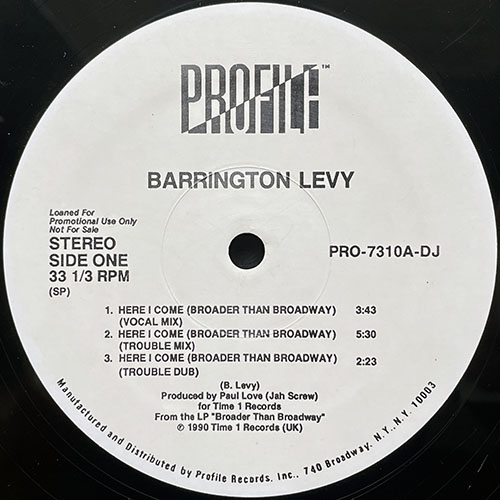 PROFILE™
BARRINGTON LEVY
Loaned For
Promotional Use Only
Not For Sale
STEREO
SIDE ONE
33 1/3 RPM
(SP)
PRO-7310A-DJ
1. HERE I COME (BROADER THAN BROADWAY) 3:43
(VOCAL MIX)
2. HERE I COME (BROADER THAN BROADWAY) 5:30
(TROUBLE MIX)
3. HERE I COME (BROADER THAN BROADWAY) 2:23
(TROUBLE DUB)
(B. Levy)
Produced by Paul Love (Jah Screw)
for Time 1 Records
From the LP "Broader Than Broadway"
℗ 1990 Time 1 Records (UK)
Manufactured and Distributed by Profile Records, Inc., 740 Broadway, N.Y., N.Y. 10003